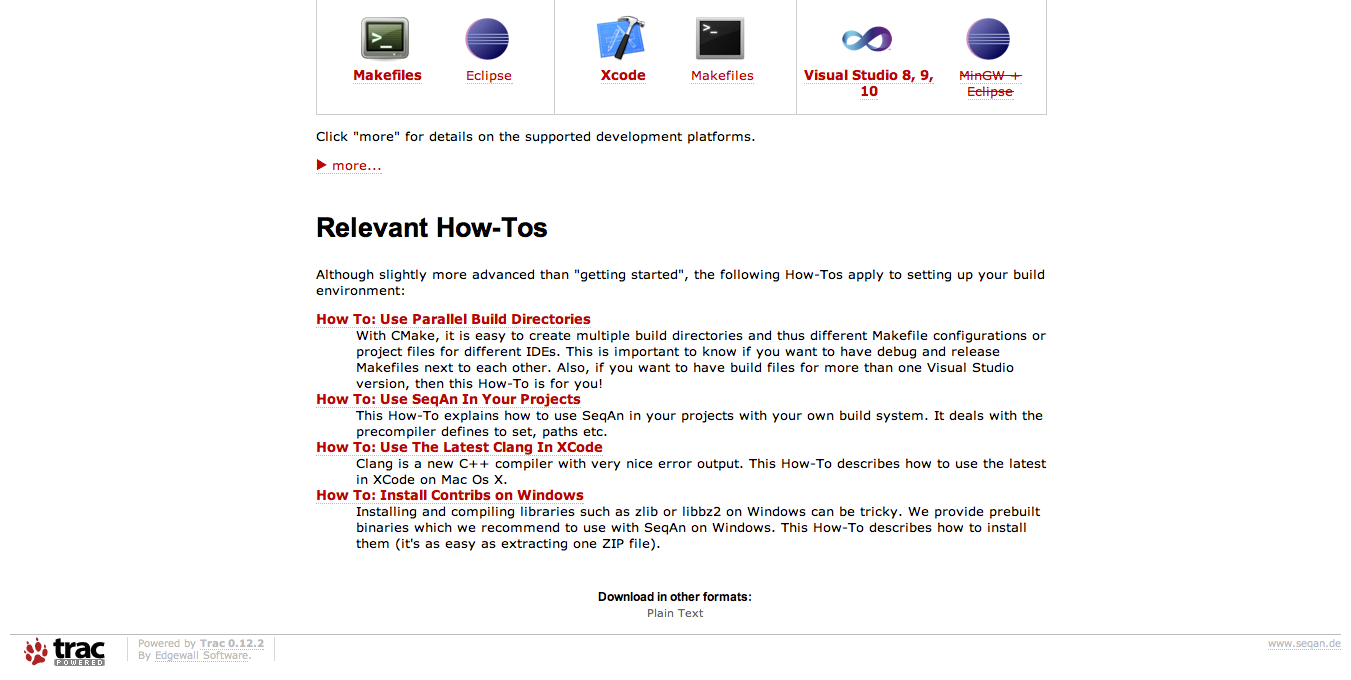 Makefiles
Eclipse
Xcode
Makefiles
Visual Studio 8, 9,
10
MinGW +
Eclipse
Click "more" for details on the supported development platforms.
more...
Relevant How-Tos
Although slightly more advanced than "getting started", the following How-Tos apply to setting up your build
environment:
How To: Use Parallel Build Directories
With CMake, it is easy to create multiple build directories and thus different Makefile configurations or
project files for different IDEs. This is important to know if you want to have debug and release
Makefiles next to each other. Also, if you want to have build files for more than one Visual Studio
version, then this How-To is for you!
How To: Use SeqAn In Your Projects
This How-To explains how to use SeqAn in your projects with your own build system. It deals with the
precompiler defines to set, paths etc.
How To: Use The Latest Clang In XCode
Clang is a new C++ compiler with very nice error output. This How-To describes how to use the latest
in XCode on Mac Os X.
How To: Install Contribs on Windows
Installing and compiling libraries such as zlib or libbz2 on Windows can be tricky. We provide prebuilt
binaries which we recommend to use with SeqAn on Windows. This How-To describes how to install
them (it's as easy as extracting one ZIP file).
Download in other formats:
Plain Text
trac
POWERED
Powered by Trac 0.12.2
By Edgewall Software.
www.seqan.de